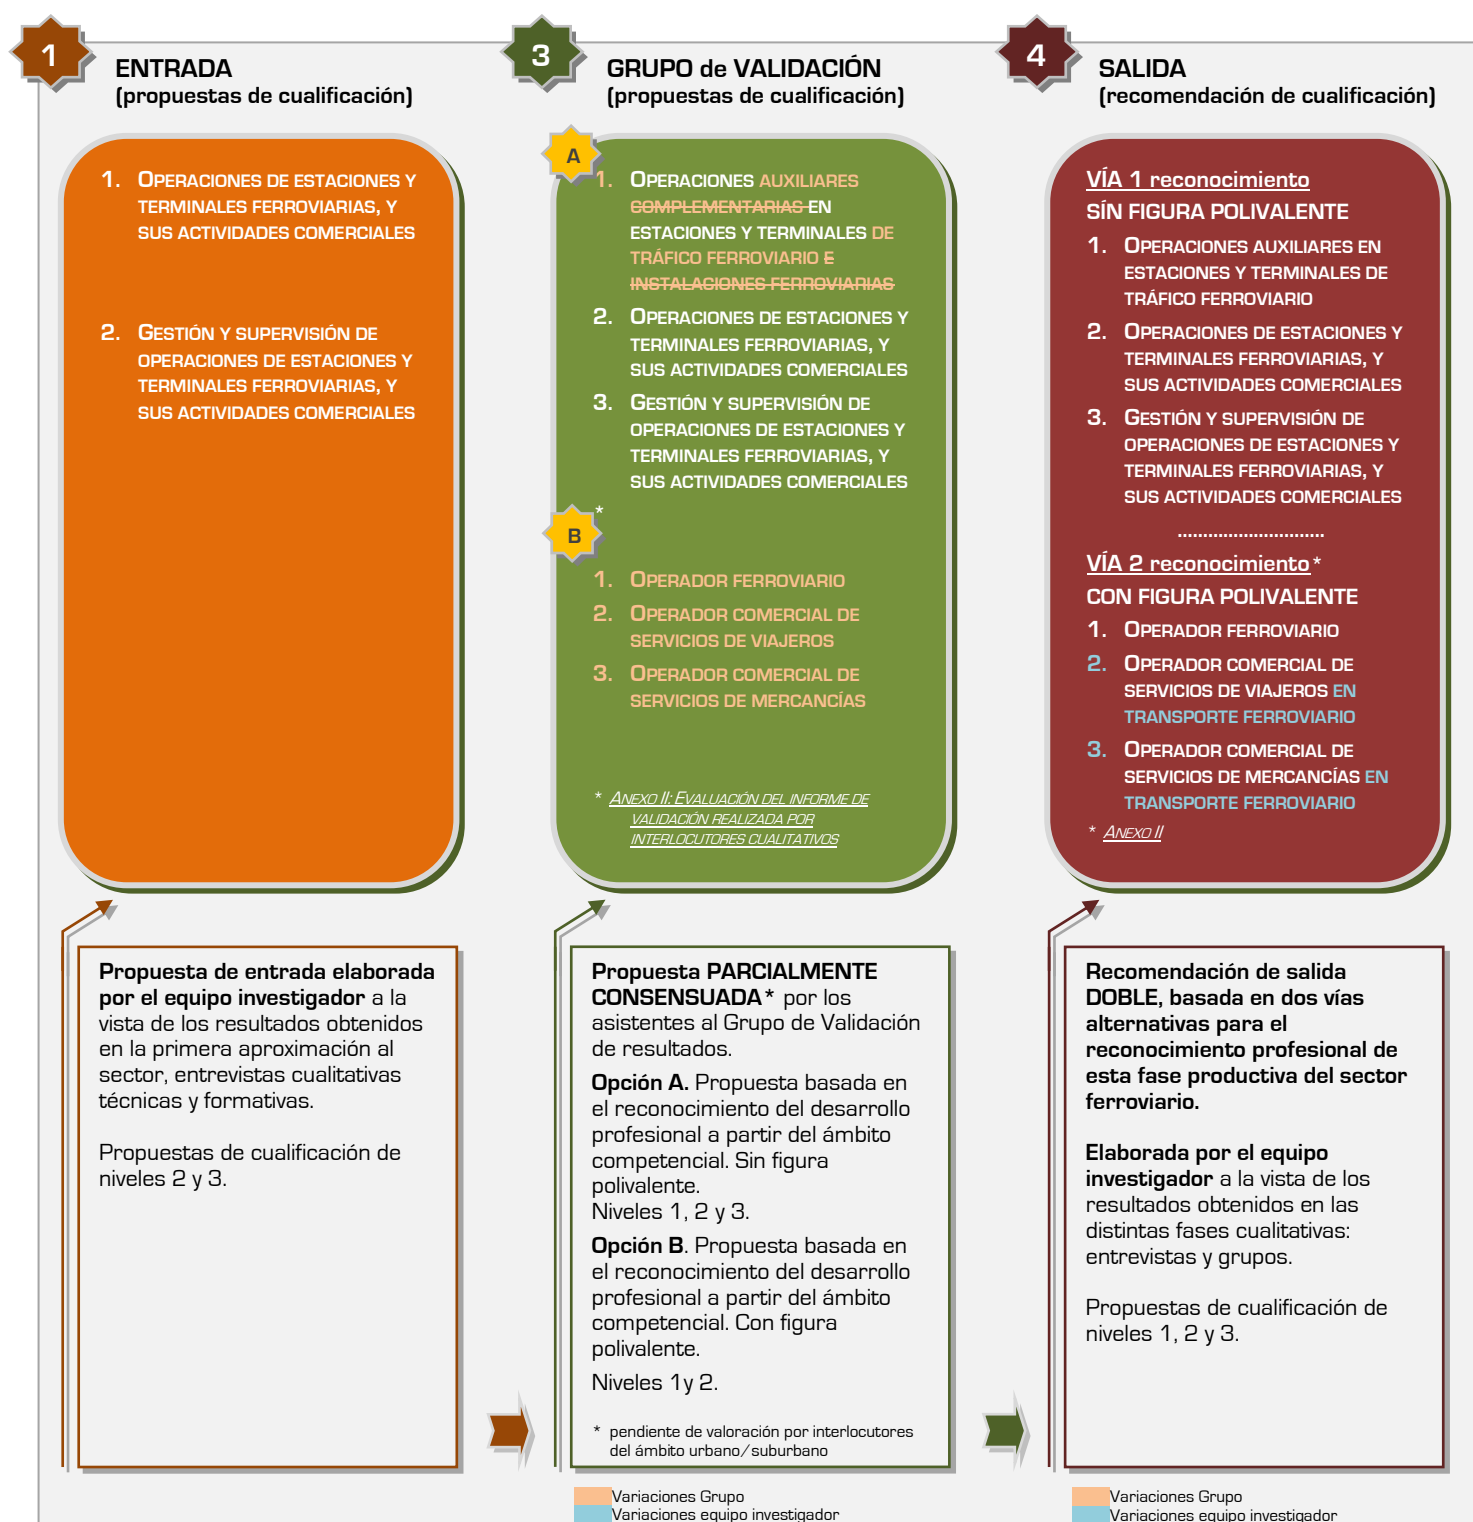 1
ENTRADA
(propuestas de cualificación)
1. OPERACIONES DE ESTACIONES Y
TERMINALES FERROVIARIAS, Y
SUS ACTIVIDADES COMERCIALES
2. GESTIÓN Y SUPERVISIÓN DE
OPERACIONES DE ESTACIONES Y
TERMINALES FERROVIARIAS, Y
SUS ACTIVIDADES COMERCIALES
Propuesta de entrada elaborada
por el equipo investigador a la
vista de los resultados obtenidos
en la primera aproximación al
sector, entrevistas cualitativas
técnicas y formativas.
Propuestas de cualificación de
niveles 2 y 3.
3
GRUPO de VALIDACIÓN
(propuestas de cualificación)
A
1. OPERACIONES AUXILIARES
COMPLEMENTARIAS EN
ESTACIONES Y TERMINALES DE
TRÁFICO FERROVIARIO E
INSTALACIONES FERROVIARIAS
2. OPERACIONES DE ESTACIONES Y
TERMINALES FERROVIARIAS, Y
SUS ACTIVIDADES COMERCIALES
3. GESTIÓN Y SUPERVISIÓN DE
OPERACIONES DE ESTACIONES Y
TERMINALES FERROVIARIAS, Y
SUS ACTIVIDADES COMERCIALES
*
B
1. OPERADOR FERROVIARIO
2. OPERADOR COMERCIAL DE
SERVICIOS DE VIAJEROS
3. OPERADOR COMERCIAL DE
SERVICIOS DE MERCANCÍAS
* ANEXO II: EVALUACIÓN DEL INFORME DE
VALIDACIÓN REALIZADA POR
INTERLOCUTORES CUALITATIVOS
Propuesta PARCIALMENTE
CONSENSUADA* por los
asistentes al Grupo de Validación
de resultados.
Opción A. Propuesta basada en
el reconocimiento del desarrollo
profesional a partir del ámbito
competencial. Sin figura
polivalente.
Niveles 1, 2 y 3.
Opción B. Propuesta basada en
el reconocimiento del desarrollo
profesional a partir del ámbito
competencial. Con figura
polivalente.
Niveles 1y 2.
* pendiente de valoración por interlocutores
del ámbito urbano/suburbano
Variaciones Grupo
Variaciones equipo investigador
4
SALIDA
(recomendación de cualificación)
VÍA 1 reconocimiento
SÍN FIGURA POLIVALENTE
1. OPERACIONES AUXILIARES EN
ESTACIONES Y TERMINALES DE
TRÁFICO FERROVIARIO
2. OPERACIONES DE ESTACIONES Y
TERMINALES FERROVIARIAS, Y
SUS ACTIVIDADES COMERCIALES
3. GESTIÓN Y SUPERVISIÓN DE
OPERACIONES DE ESTACIONES Y
TERMINALES FERROVIARIAS, Y
SUS ACTIVIDADES COMERCIALES
............................
VÍA 2 reconocimiento*
CON FIGURA POLIVALENTE
1. OPERADOR FERROVIARIO
2. OPERADOR COMERCIAL DE
SERVICIOS DE VIAJEROS EN
TRANSPORTE FERROVIARIO
3. OPERADOR COMERCIAL DE
SERVICIOS DE MERCANCÍAS EN
TRANSPORTE FERROVIARIO
* ANEXO II
Recomendación de salida
DOBLE, basada en dos vías
alternativas para el
reconocimiento profesional de
esta fase productiva del sector
ferroviario.
Elaborada por el equipo
investigador a la vista de los
resultados obtenidos en las
distintas fases cualitativas:
entrevistas y grupos.
Propuestas de cualificación de
niveles 1, 2 y 3.
Variaciones Grupo
Variaciones equipo investigador